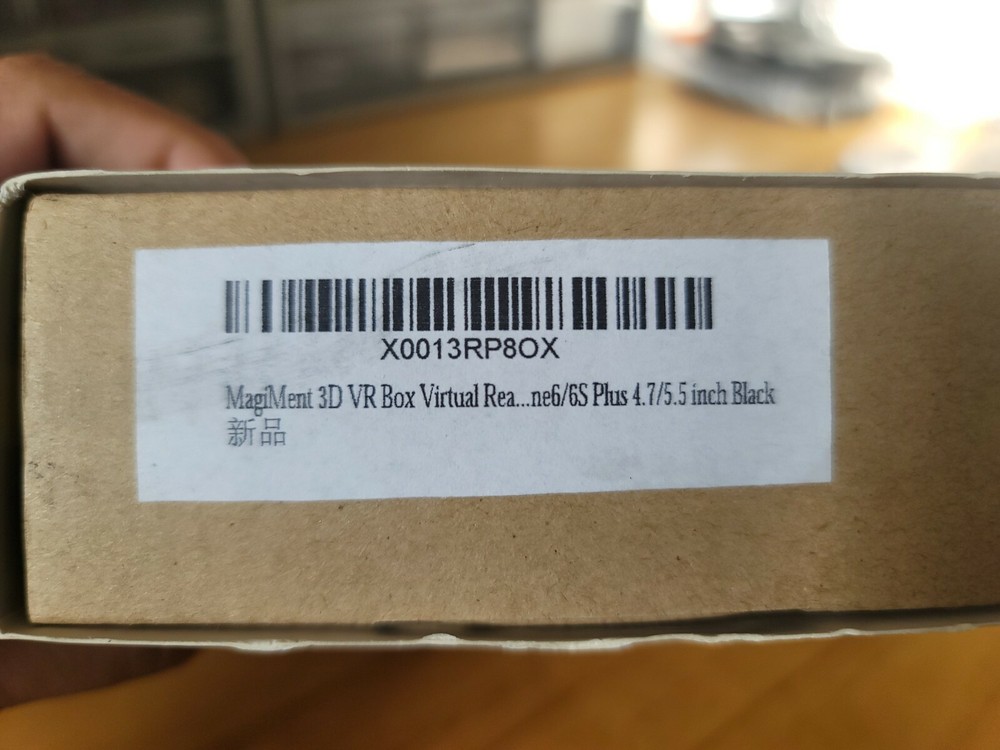 X0013RP8OX
MagiMent 3D VR Box Virtual Rea...ne6/6S Plus 4.7/5.5 inch Black
新品